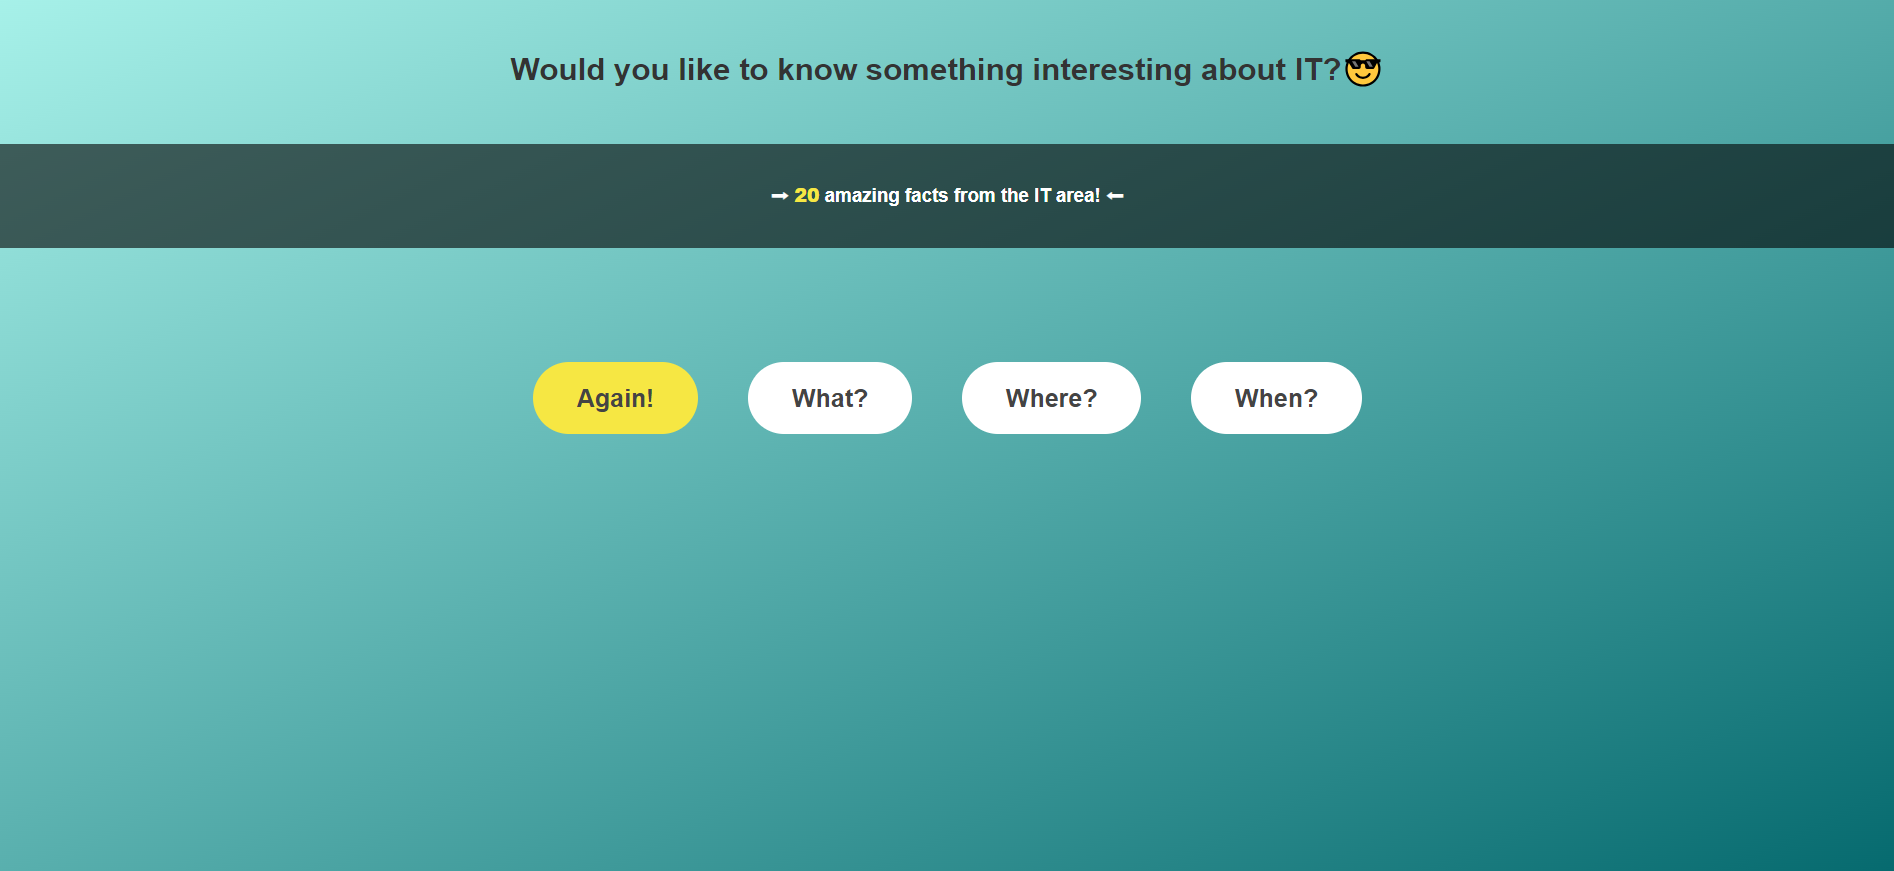 Would you like to know something interesting about IT?😎
➞ 20 amazing facts from the IT area! ←
Again!
What?
Where?
When?